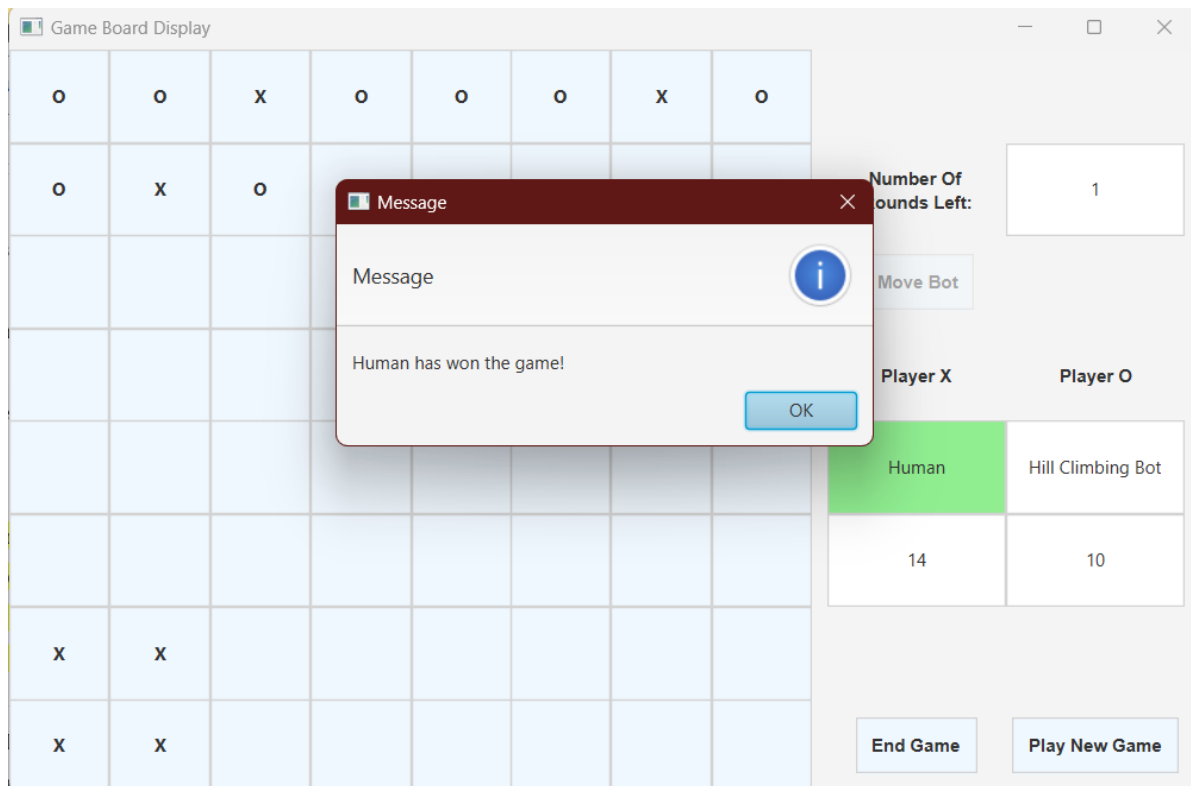 Game Board Display
O O X O O O X O
O X O
Number Of
ounds Left:
1
Message
Message
Human has won the game!
OK
Move Bot
Player X Player O
Human Hill Climbing Bot
14 10
X X
X X
End Game Play New Game